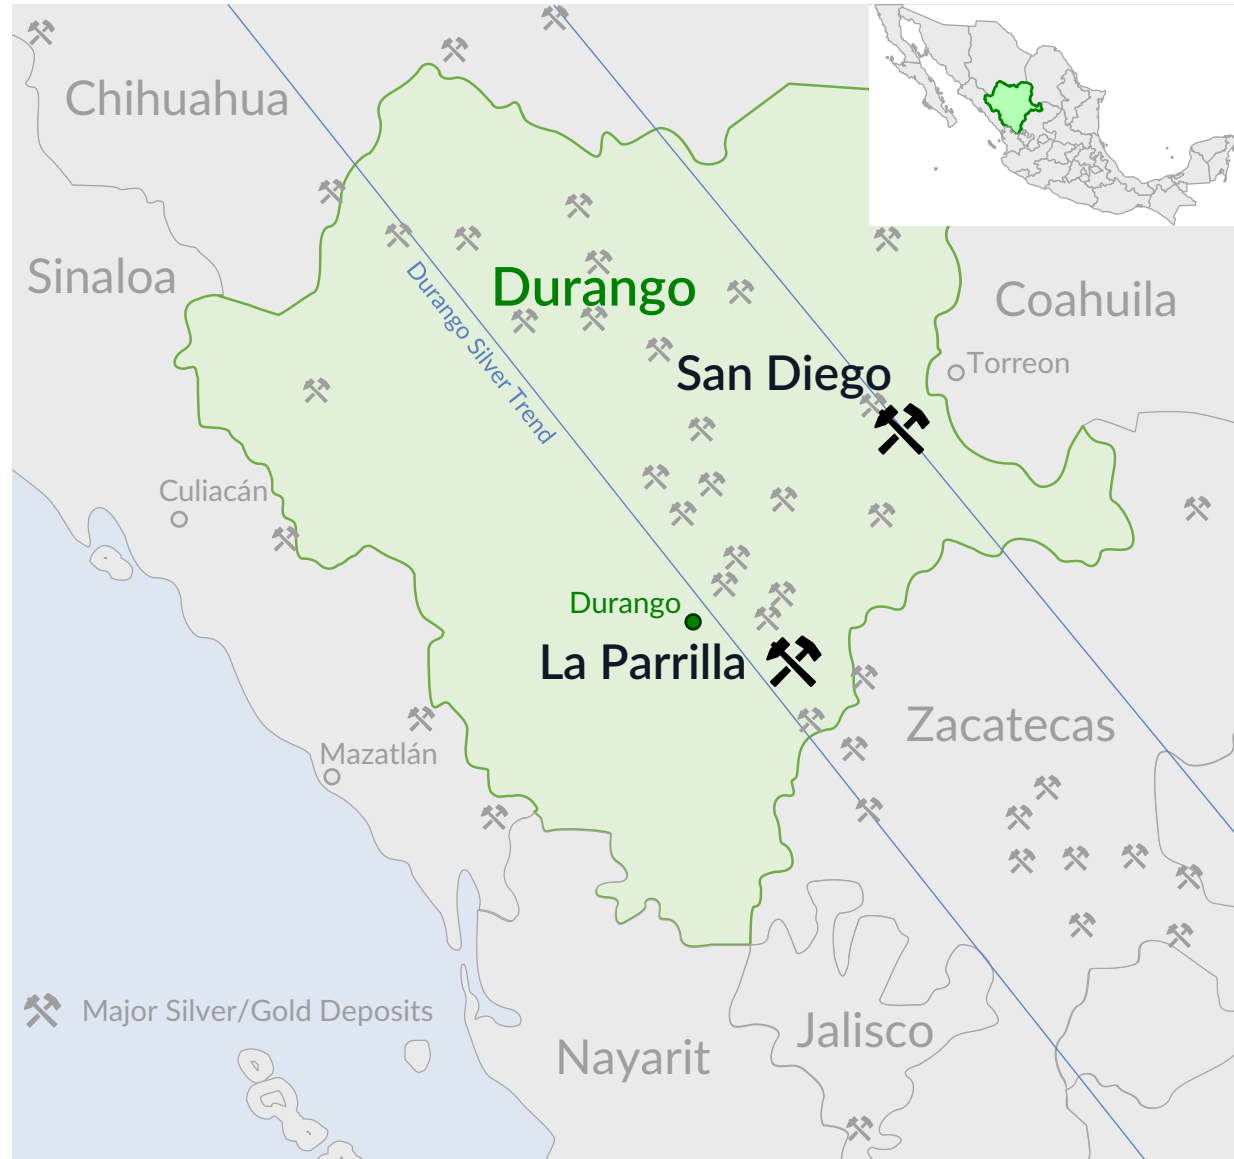 Chihuahua
Sinaloa
Durango
Coahuila
Durango Silver Trend
San Diego
Torreon
Culiacán
Durango
La Parrilla
Zacatecas
Mazatlán
Major Silver/Gold Deposits
Jalisco
Nayarit